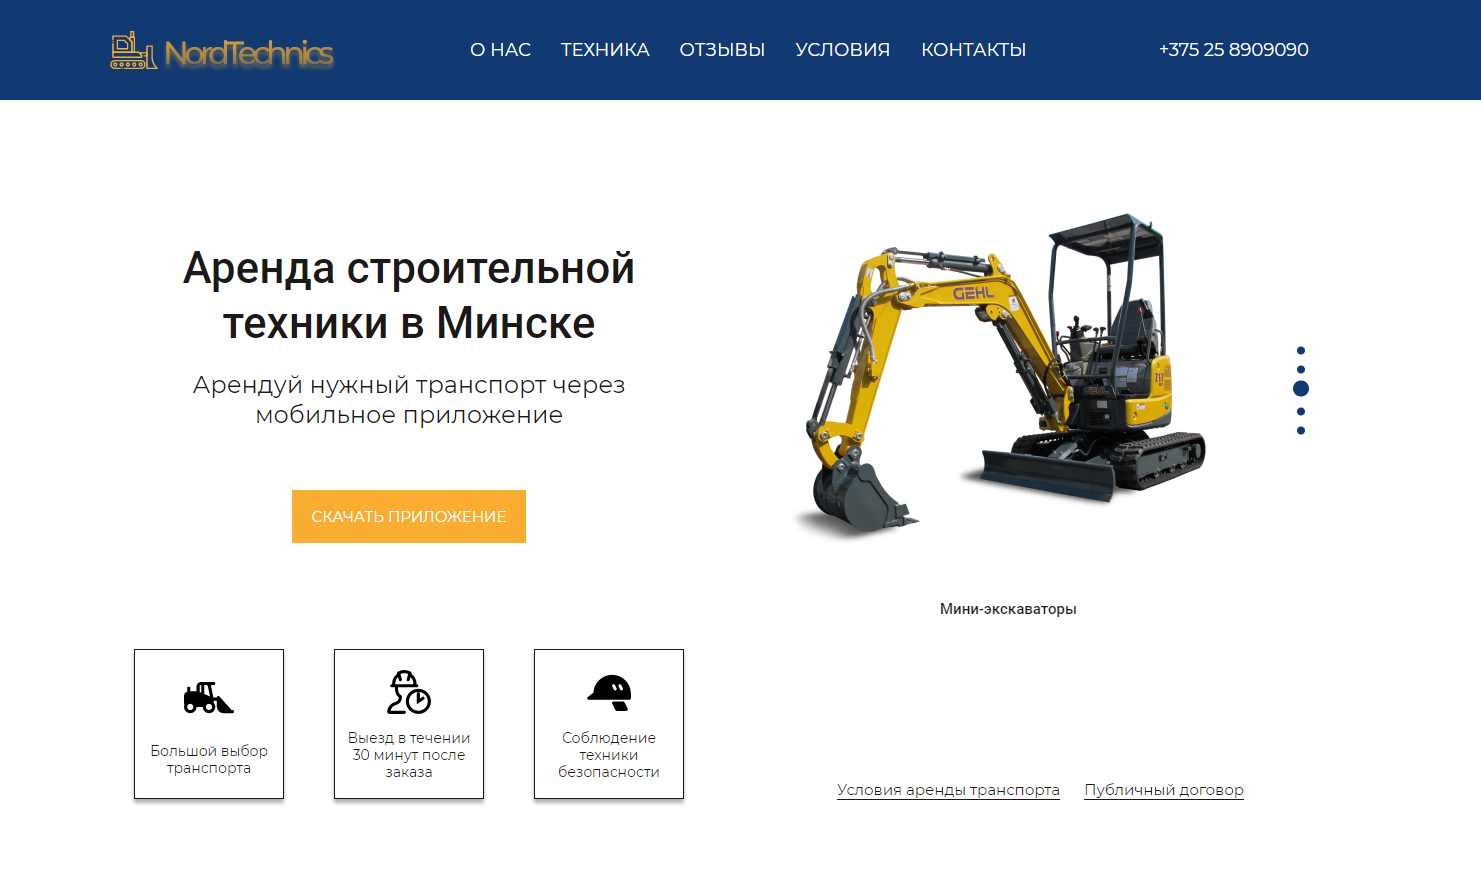 NordTechnics
О НАС
ТЕХНИКА
ОТЗЫВЫ
УСЛОВИЯ
КОНТАКТЫ
+375 25 8909090
Аренда строительной
техники в Минске
Арендуй нужный транспорт через
мобильное приложение
СКАЧАТЬ ПРИЛОЖЕНИЕ
GEHL
Z17
GEHL
Мини-экскаваторы
Большой выбор
транспорта
Выезд в течении
30 минут после
заказа
Соблюдение
техники
безопасности
Условия аренды транспорта
Публичный договор